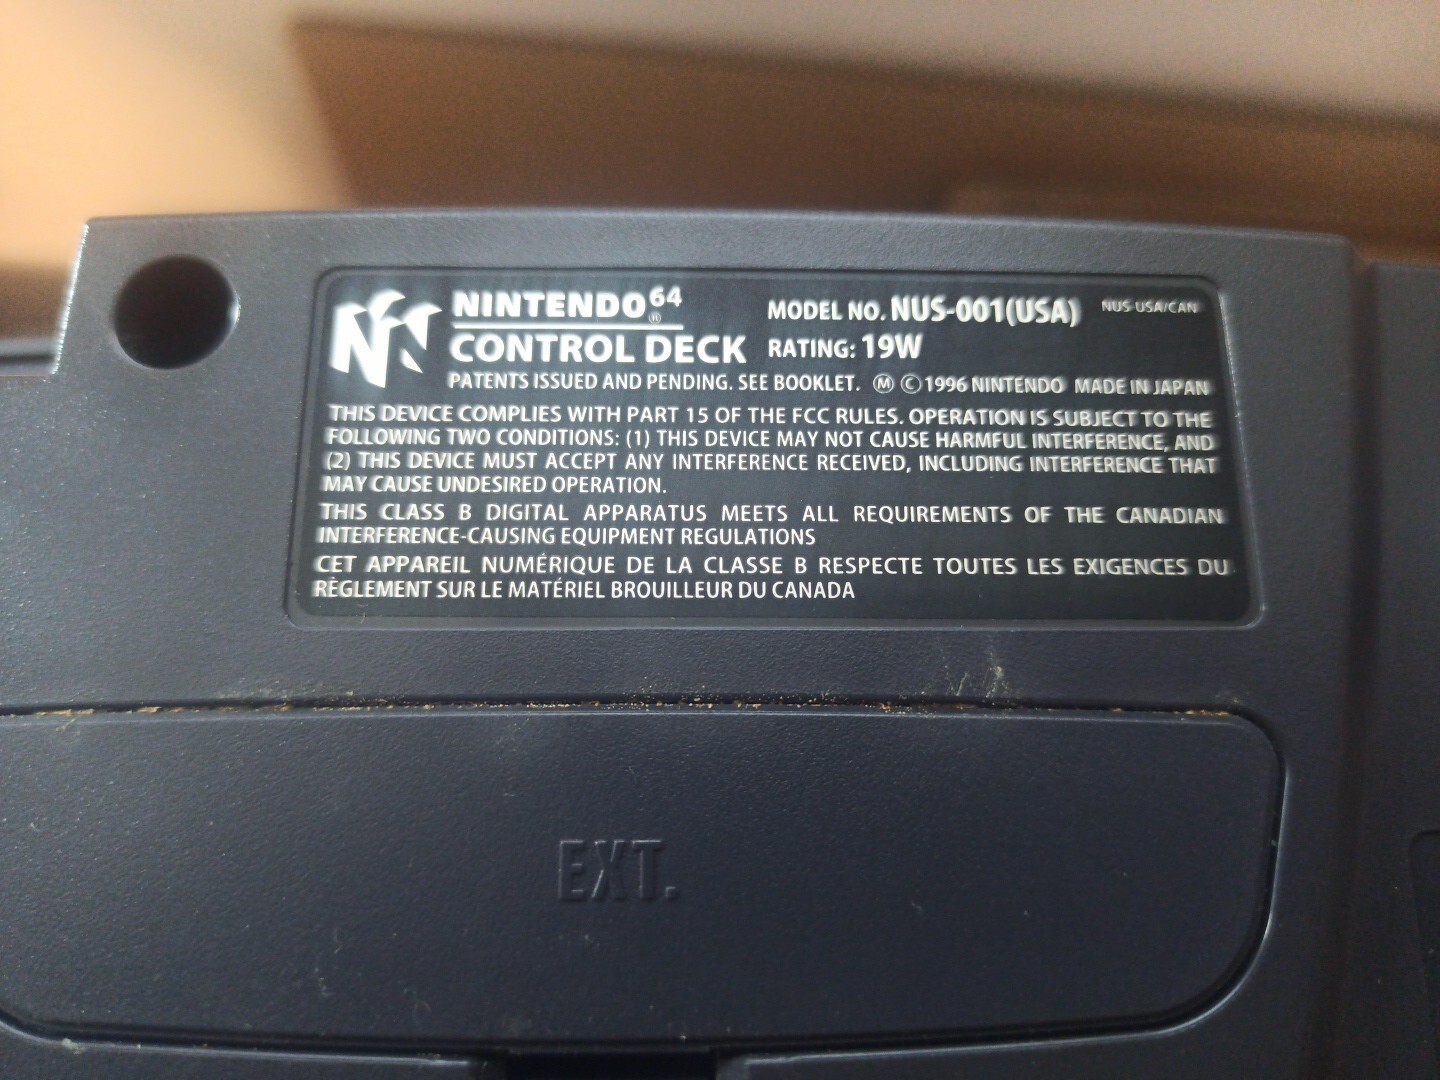 NINTENDO 64 ®
CONTROL DECK
MODEL NO. NUS-001(USA) NUS-USA/CAN
RATING: 19W
PATENTS ISSUED AND PENDING. SEE BOOKLET. Ⓜ © 1996 NINTENDO MADE IN JAPAN
THIS DEVICE COMPLIES WITH PART 15 OF THE FCC RULES. OPERATION IS SUBJECT TO THE
FOLLOWING TWO CONDITIONS: (1) THIS DEVICE MAY NOT CAUSE HARMFUL INTERFERENCE, AND
(2) THIS DEVICE MUST ACCEPT ANY INTERFERENCE RECEIVED, INCLUDING INTERFERENCE THAT
MAY CAUSE UNDESIRED OPERATION.
THIS CLASS B DIGITAL APPARATUS MEETS ALL REQUIREMENTS OF THE CANADIAN
INTERFERENCE-CAUSING EQUIPMENT REGULATIONS
CET APPAREIL NUMÉRIQUE DE LA CLASSE B RESPECTE TOUTES LES EXIGENCES DU
RÈGLEMENT SUR LE MATÉRIEL BROUILLEUR DU CANADA
EXT.